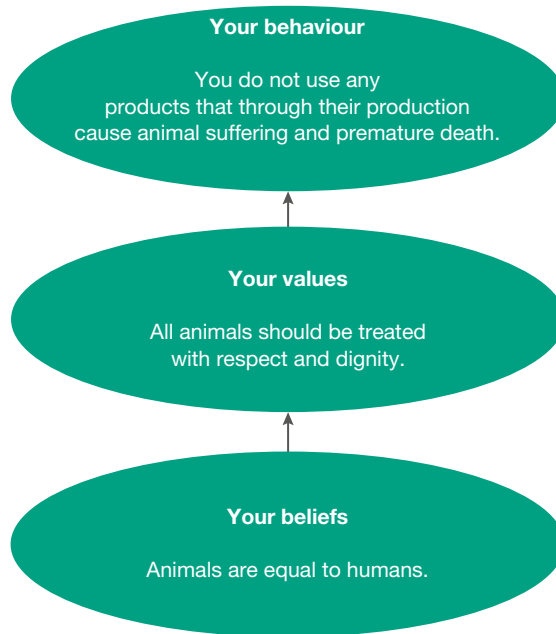 Your behaviour
You do not use any
products that through their production
cause animal suffering and premature death.
Your values
All animals should be treated
with respect and dignity.
Your beliefs
Animals are equal to humans.